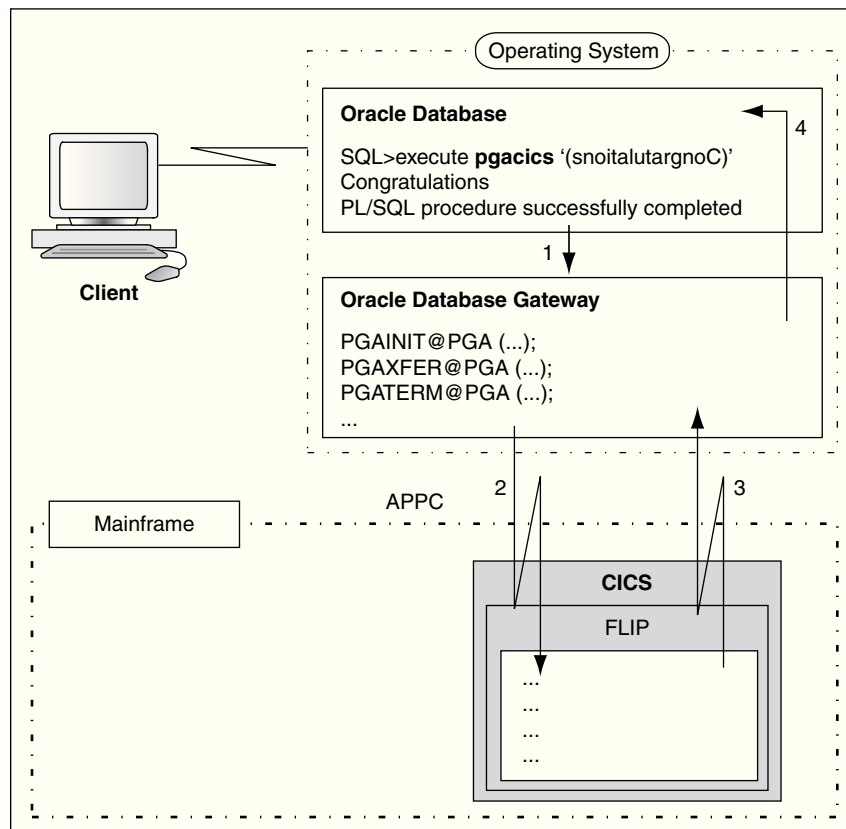 Operating System
Oracle Database
SQL>execute pgacics ‘(snoitalutargnoC)’
Congratulations
PL/SQL procedure successfully completed
4
1
Client
Oracle Database Gateway
PGAINIT@PGA (...);
PGAXFER@PGA (...);
PGATERM@PGA (...);
...
2
3
APPC
Mainframe
CICS
FLIP
...
...
...
...